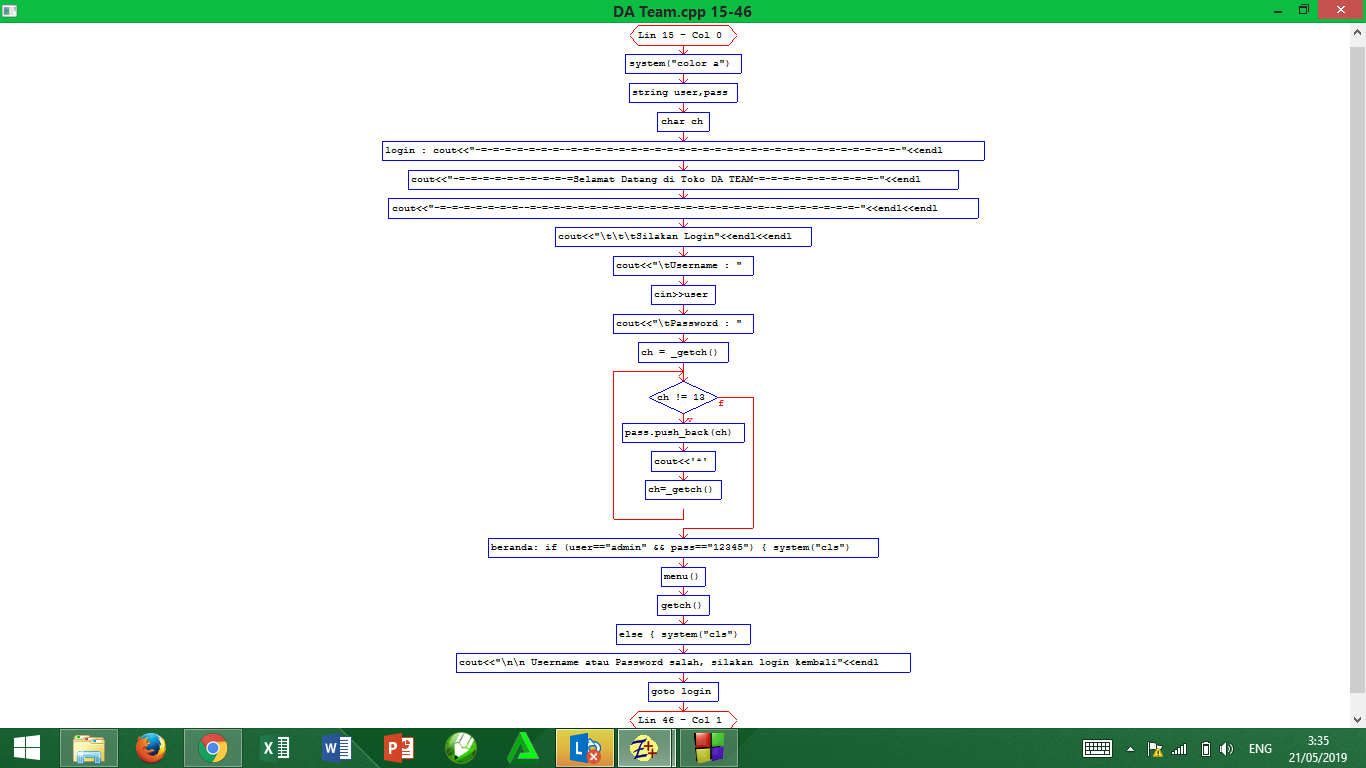 DA Team.cpp 15-46
Lin 15 - Col 0
system("color a")
string user,pass
char ch
login : cout<<"-=-=-=-=-=-=-=--=-=-=-=-=-=-=-=-=-=-=-=-=-=-=-=-=-=-=-=--=-=-=-=-=-=-=-"<<endl
cout<<"-=-=-=-=-=-=-=-=-=-=Selamat Datang di Toko DA TEAM-=-=-=-=-=-=-=-=-=-=-"<<endl
cout<<"-=-=-=-=-=-=-=--=-=-=-=-=-=-=-=-=-=-=-=-=-=-=-=-=-=-=-=--=-=-=-=-=-=-=-"<<endl<<endl
cout<<"\t\t\tSilakan Login"<<endl<<endl
cout<<"\tUsername : "
cin>>user
cout<<"\tPassword : "
ch = _getch()
ch != 13
f
v
pass.push_back(ch)
cout<<'*'
ch=_getch()
beranda: if (user=="admin" && pass=="12345") { system("cls")
menu()
getch()
else { system("cls")
cout<<"\n\n Username atau Password salah, silakan login kembali"<<endl
goto login
Lin 46 - Col 1
ENG
3:35
21/05/2019